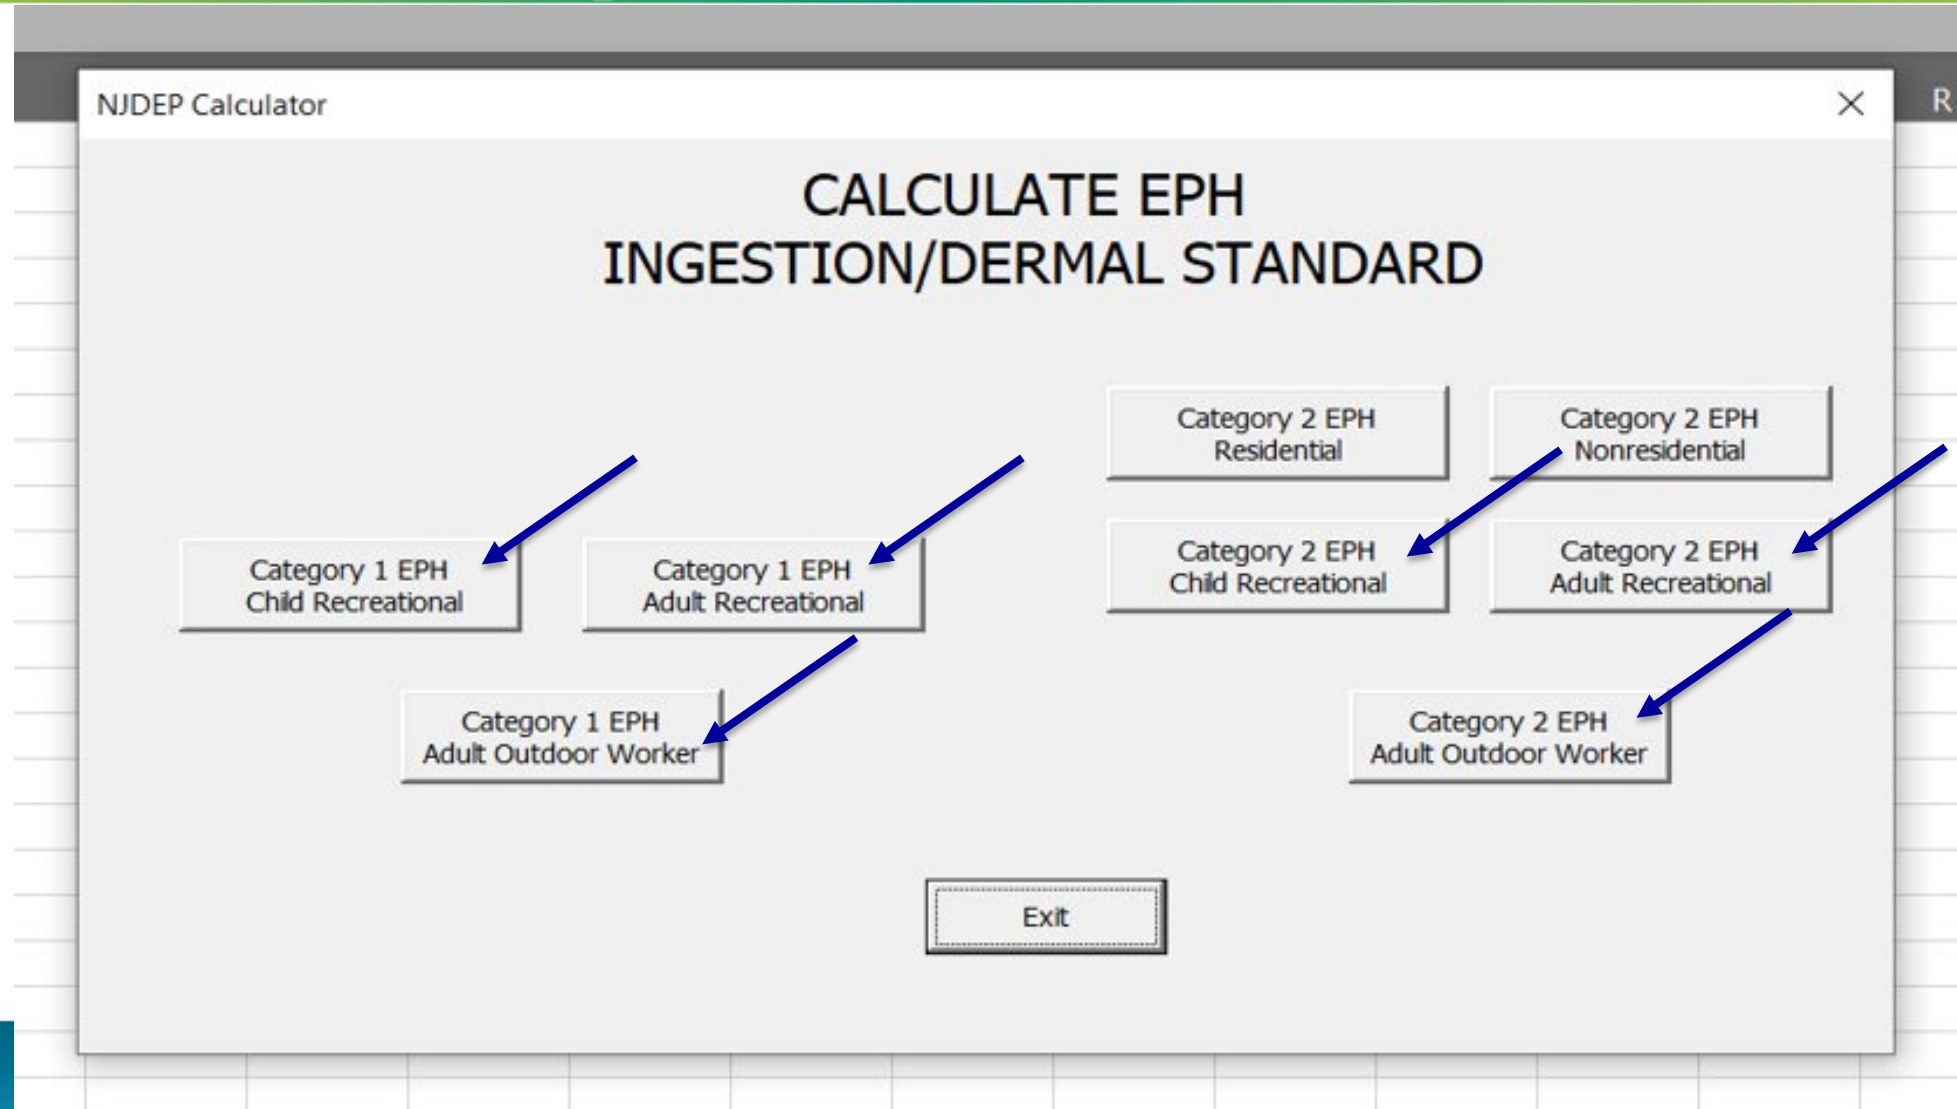 NJDEP Calculator
R
CALCULATE EPH
INGESTION/DERMAL STANDARD
Category 2 EPH
Residential
Category 2 EPH
Nonresidential
Category 1 EPH
Child Recreational
Category 1 EPH
Adult Recreational
Category 2 EPH
Child Recreational
Category 2 EPH
Adult Recreational
Category 1 EPH
Adult Outdoor Worker
Category 2 EPH
Adult Outdoor Worker
Exit